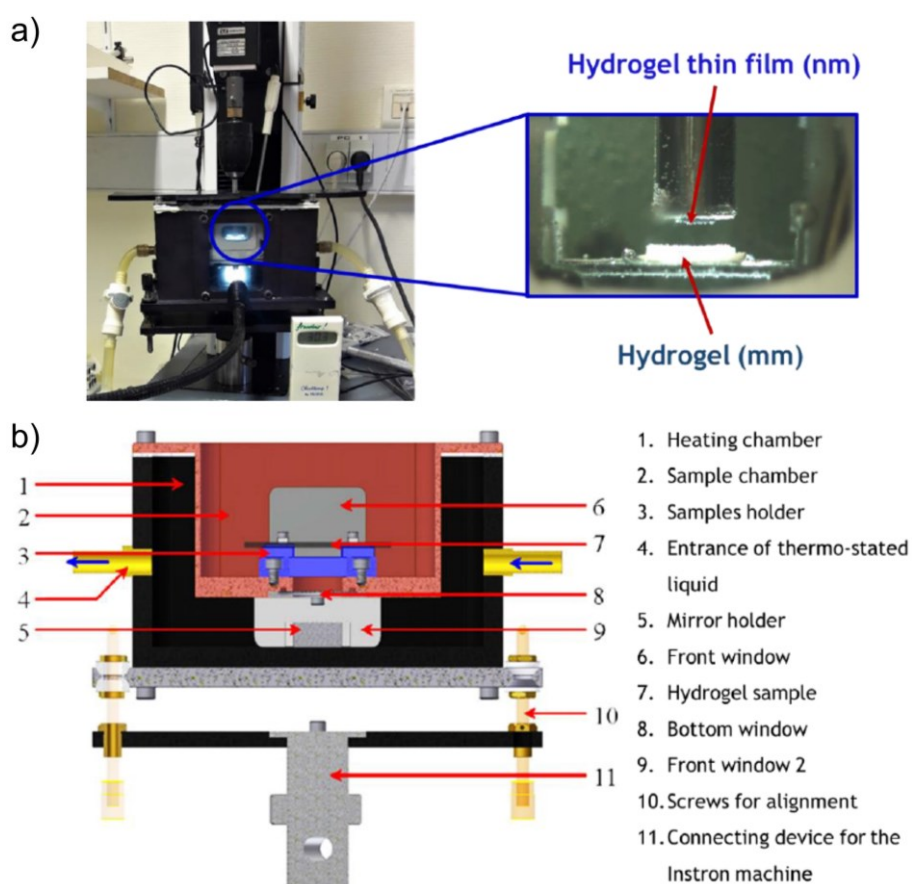 a)
Hydrogel thin film (nm)
Hydrogel (mm)
b)
1
2
3
4
5
6
7
8
9
10
11
1. Heating chamber
2. Sample chamber
3. Samples holder
4. Entrance of thermo-stated
liquid
5. Mirror holder
6. Front window
7. Hydrogel sample
8. Bottom window
9. Front window 2
10. Screws for alignment
11. Connecting device for the
Instron machine